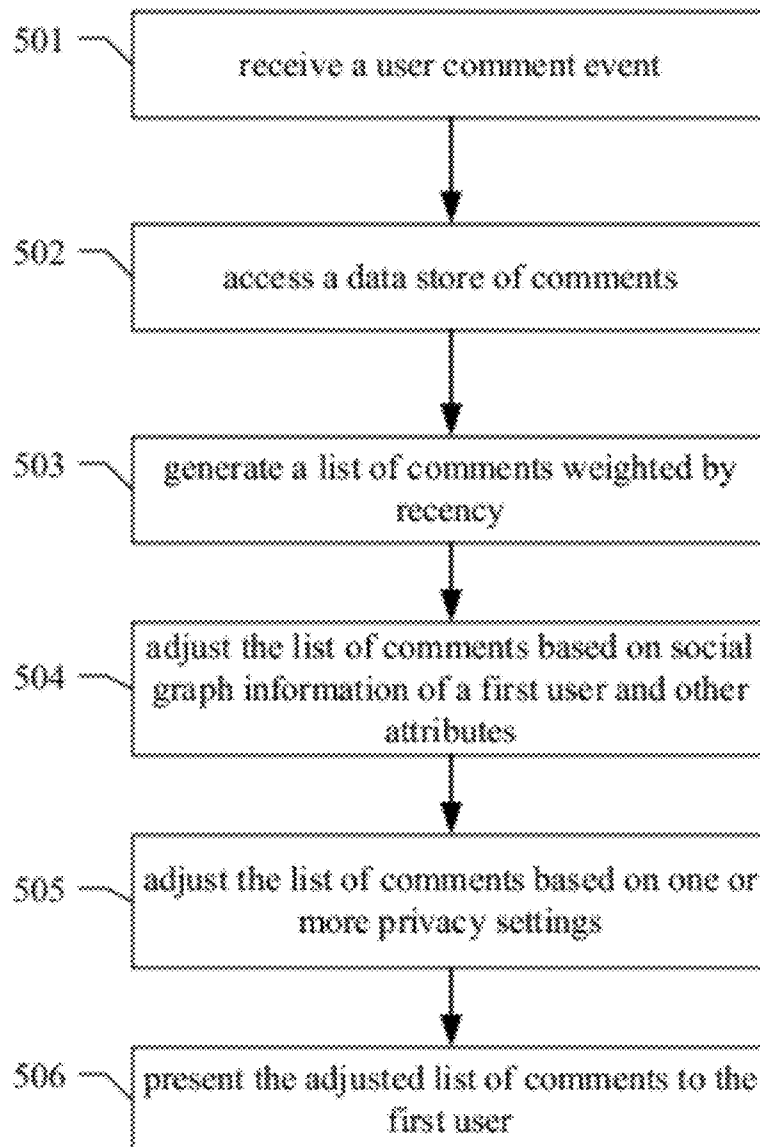 501
receive a user comment event
502
access a data store of comments
503
generate a list of comments weighted by
recency
504
adjust the list of comments based on social
graph information of a first user and other
attributes
505
adjust the list of comments based on one or
more privacy settings
506
present the adjusted list of comments to the
first user